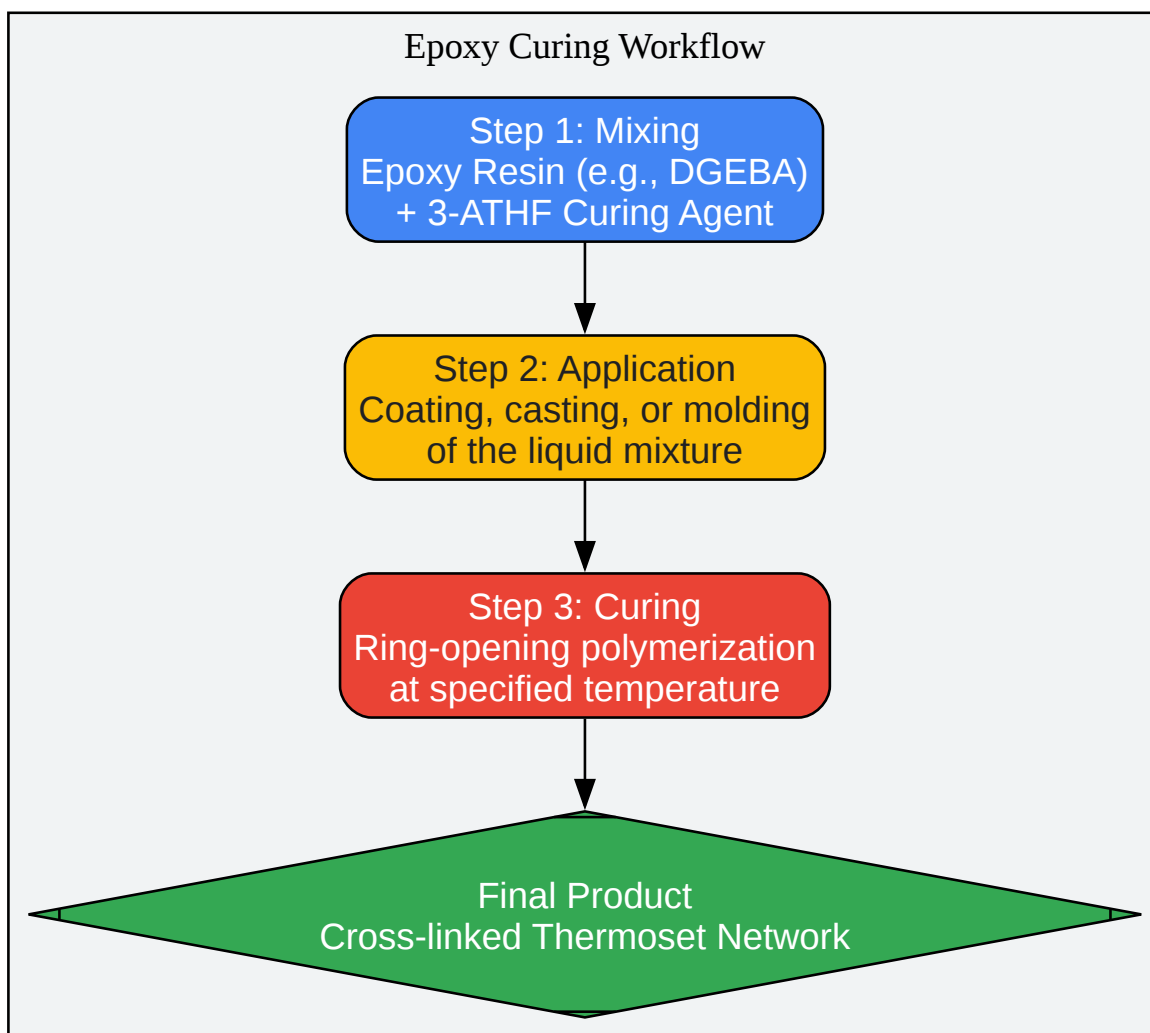 Epoxy Curing Workflow
Step 1: Mixing
Epoxy Resin (e.g., DGEBA)
+ 3-ATHF Curing Agent
Step 2: Application
Coating, casting, or molding
of the liquid mixture
Step 3: Curing
Ring-opening polymerization
at specified temperature
Final Product
Cross-linked Thermoset Network